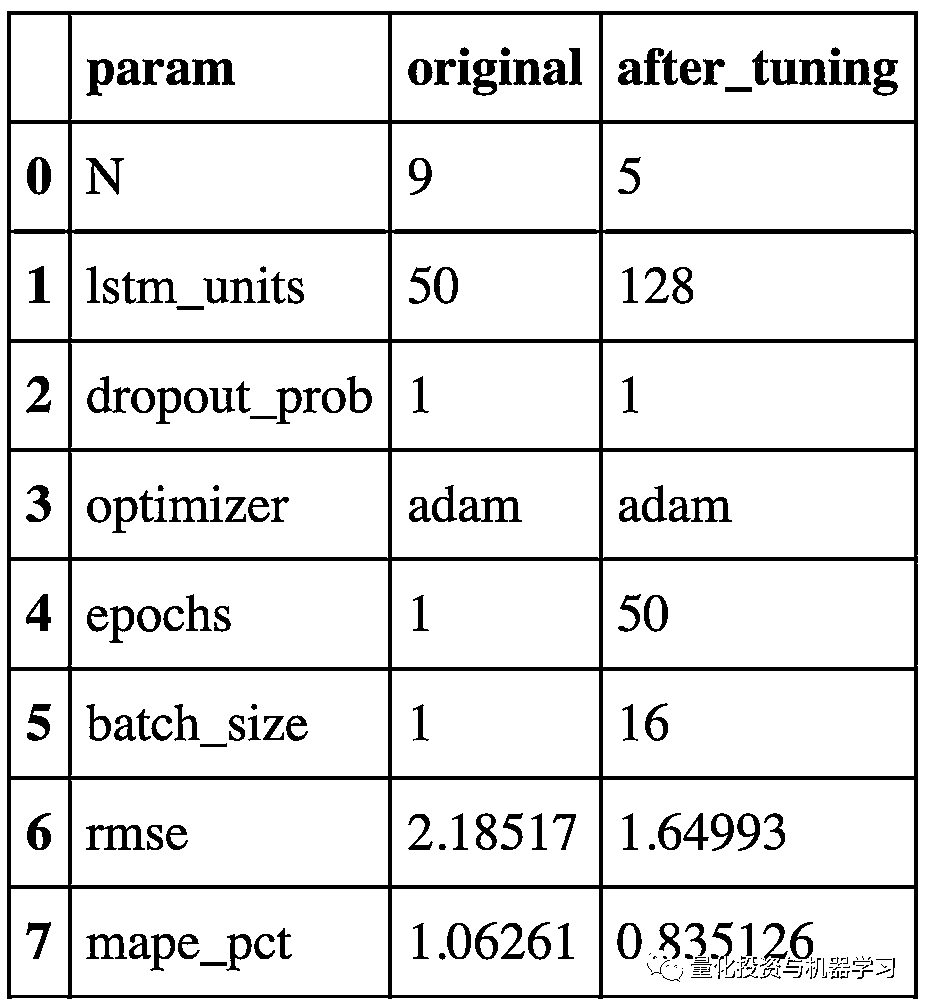 param original after_tuning
0 N 9 5
1 lstm_units 50 128
2 dropout_prob 1 1
3 optimizer adam adam
4 epochs 1 50
5 batch_size 1 16
6 rmse 2.18517 1.64993
7 mape_pct 1.06261 0.835126
量化投资与机器学习